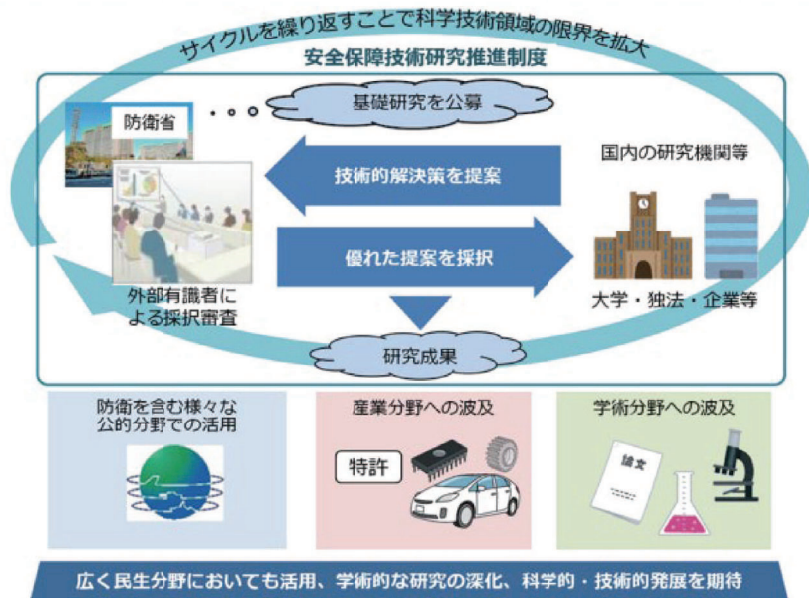 サイクルを繰り返すことで科学技術領域の限界を拡大
安全保障技術研究推進制度
基礎研究を公募
防衛省
国内の研究機関等
技術的解決策を提案
優れた提案を採択
外部有識者に
よる採択審査
大学・独法・企業等
研究成果
防衛を含む様々な
公的分野での活用
産業分野への波及
特許
学術分野への波及
論文
広く民生分野においても活用、学術的な研究の深化、科学的・技術的発展を期待